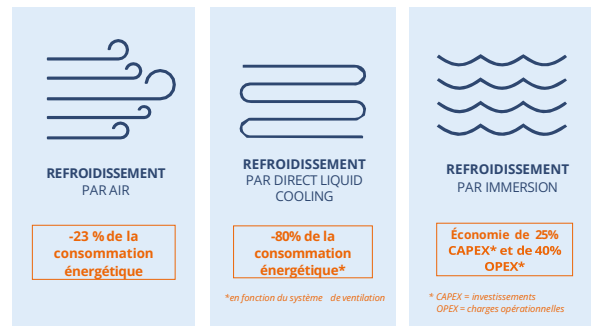 REFROIDISSEMENT
PAR AIR
-23 % de la
consommation
énergétique
REFROIDISSEMENT
PAR DIRECT LIQUID
COOLING
-80% de la
consommation
énergétique*
*en fonction du système de ventilation
REFROIDISSEMENT
PAR IMMERSION
Économie de 25%
CAPEX* et de 40%
OPEX*
* CAPEX = investissements
OPEX = charges opérationnelles